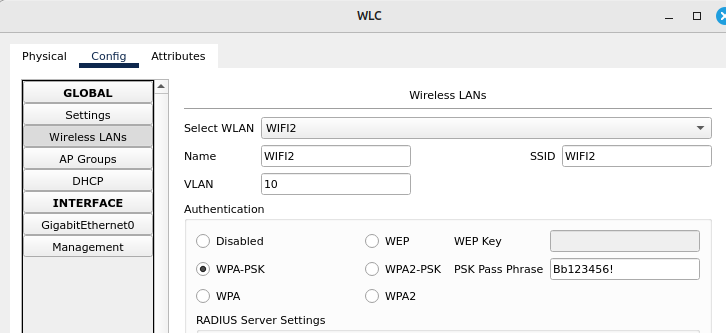 WLC
Physical Config Attributes
GLOBAL
Settings
Wireless LANs
AP Groups
DHCP
INTERFACE
GigabitEthernet0
Management
Wireless LANs
Select WLAN WIFI2
Name WIFI2 SSID WIFI2
VLAN 10
Authentication
Disabled WEP WEP Key
WPA-PSK WPA2-PSK PSK Pass Phrase Bb123456!
WPA WPA2
RADIUS Server Settings